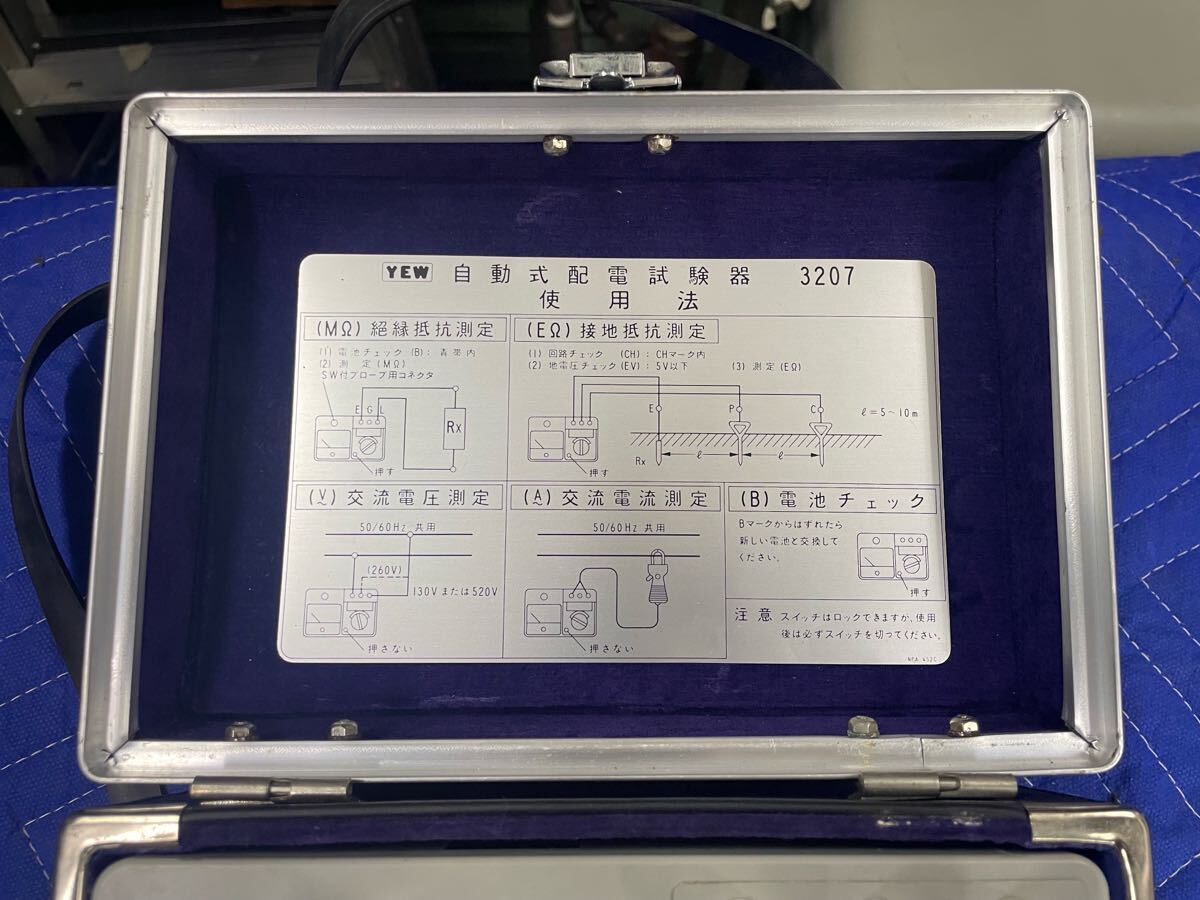 YEW 自動式配電試験器 3207
使用法
(MΩ) 絶縁抵抗測定
(1) 電池チェック (B): 青帯内
(2) 測定 (MΩ)
SW付プローブ用コネクタ
E G L
Rx
押す
(EΩ) 接地抵抗測定
(1) 回路チェック (CH): CHマーク内
(2) 地電圧チェック (EV): 5V以下
(3) 測定 (EΩ)
E P C
ℓ=5~10m
Rx ℓ ℓ
押す
(V) 交流電圧測定
50/60Hz 共用
(260V)
130Vまたは520V
押さない
(A) 交流電流測定
50/60Hz 共用
押さない
(B) 電池チェック
Bマークからはずれたら
新しい電池と交換して
ください。
押す
注意 スイッチはロックできますが、使用
後は必ずスイッチを切ってください。